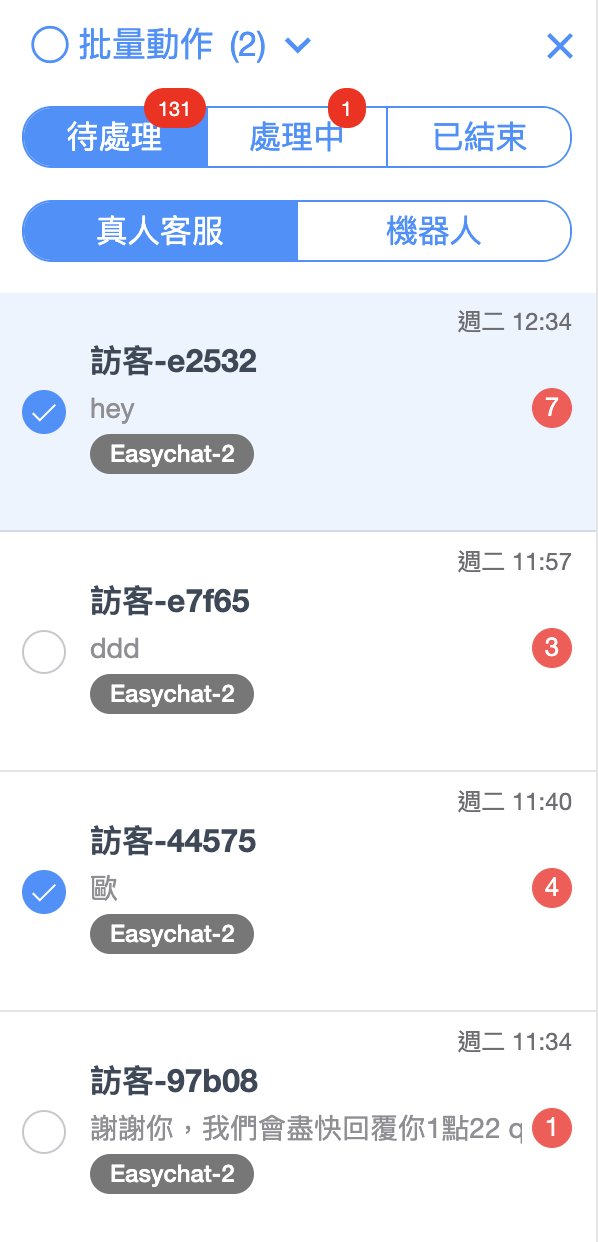 批量動作 (2)
131
1
待處理 處理中 已結束
真人客服 機器人
週二 12:34
訪客-e2532
hey
7
Easychat-2
週二 11:57
訪客-e7f65
ddd
3
Easychat-2
週二 11:40
訪客-44575
歐
4
Easychat-2
週二 11:34
訪客-97b08
謝謝你，我們會盡快回覆你1點22 q
1
Easychat-2